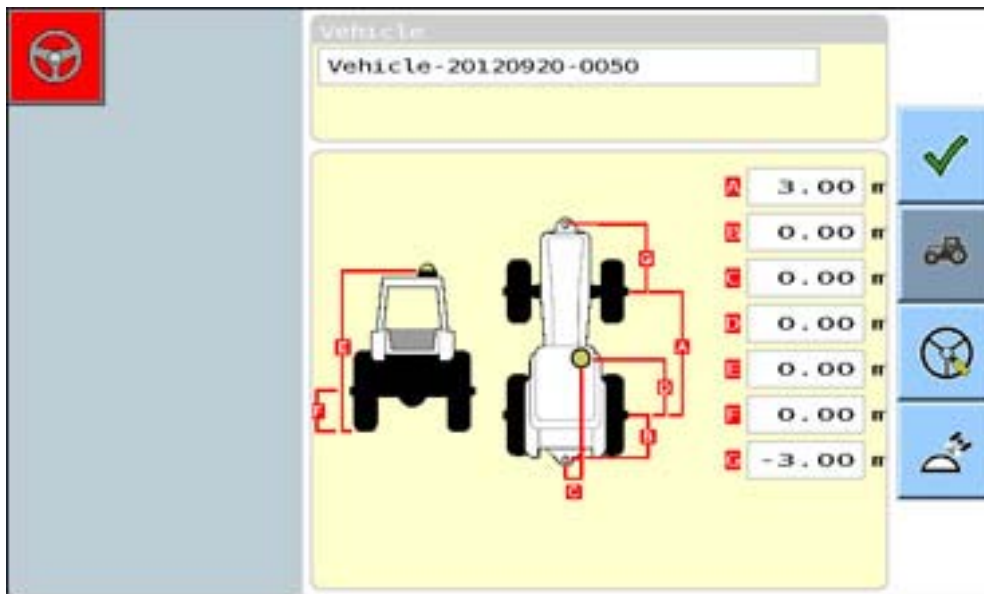 Vehicle
Vehicle-20120920-0050
A 3.00 m
B 0.00 m
C 0.00 m
D 0.00 m
E 0.00 m
F 0.00 m
G -3.00 m
G
A
E
D
F
B
C